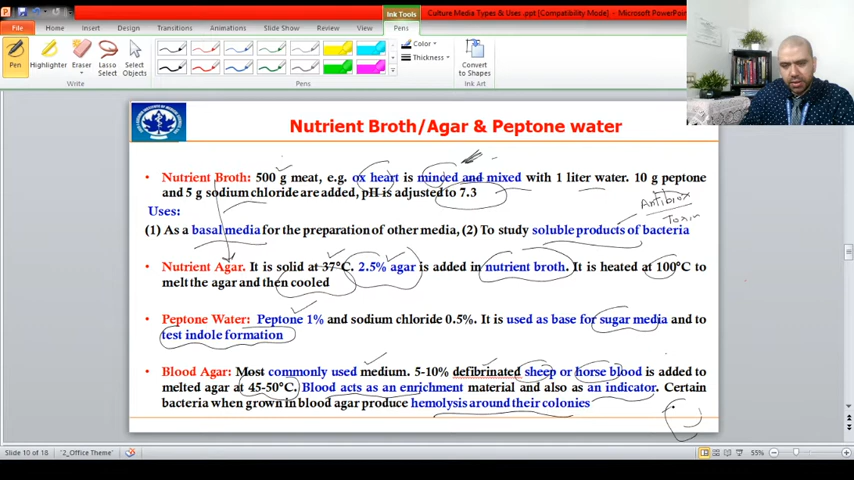 Ink Tools
Culture Media Types & Uses .ppt [Compatibility Mode] - Microsoft PowerPoint
File Home Insert Design Transitions Animations Slide Show Review View Pens
Pen Highlighter Eraser Lasso Select Select Objects
Color
Thickness
Convert to Shapes
Write Pens Ink Art
Nutrient Broth/Agar & Peptone water
• Nutrient Broth: 500 g meat, e.g. ox heart is minced and mixed with 1 liter water. 10 g peptone
and 5 g sodium chloride are added, pH is adjusted to 7.3
Antibiox
Toxin
Uses:
(1) As a basal media for the preparation of other media, (2) To study soluble products of bacteria
• Nutrient Agar. It is solid at 37°C. 2.5% agar is added in nutrient broth. It is heated at 100°C to
melt the agar and then cooled
• Peptone Water: Peptone 1% and sodium chloride 0.5%. It is used as base for sugar media and to
test indole formation
• Blood Agar: Most commonly used medium. 5-10% defibrinated sheep or horse blood is added to
melted agar at 45-50°C. Blood acts as an enrichment material and also as an indicator. Certain
bacteria when grown in blood agar produce hemolysis around their colonies
Slide 10 of 18 "2_Office Theme" 55%